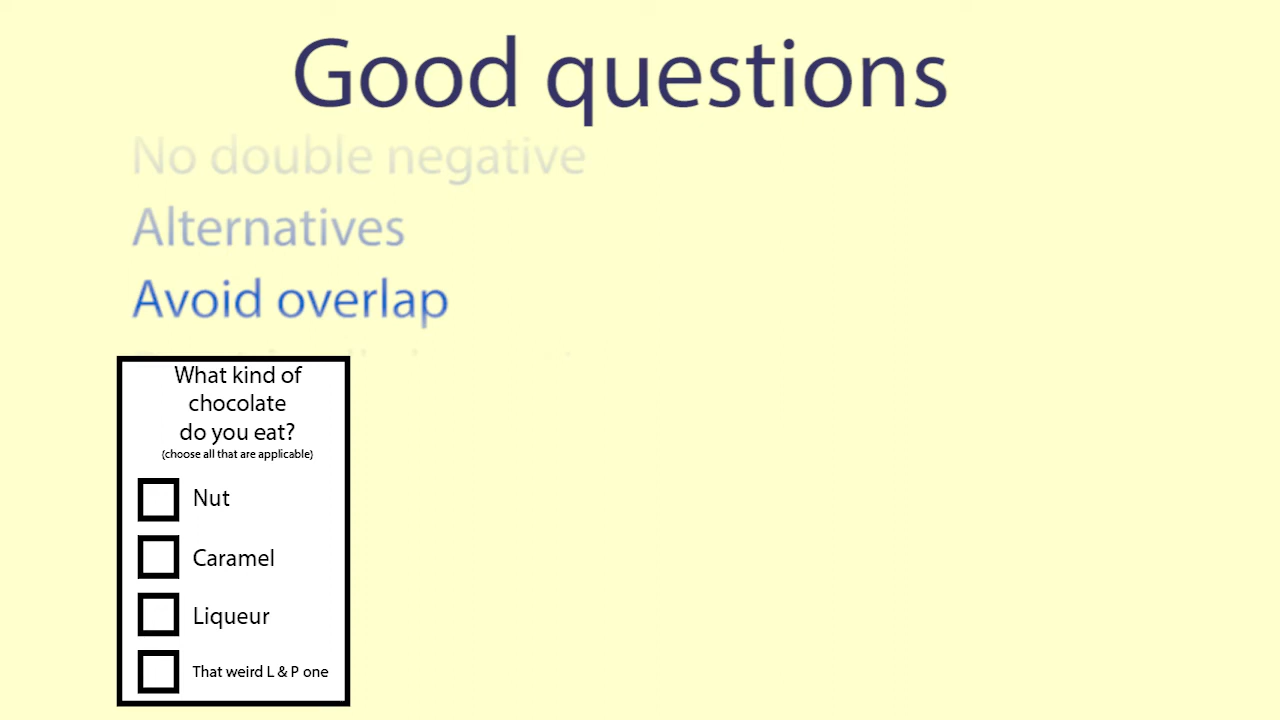 Good questions
No double negative
Alternatives
Avoid overlap
What kind of
chocolate
do you eat?
(choose all that are applicable)
Nut
Caramel
Liqueur
That weird L & P one